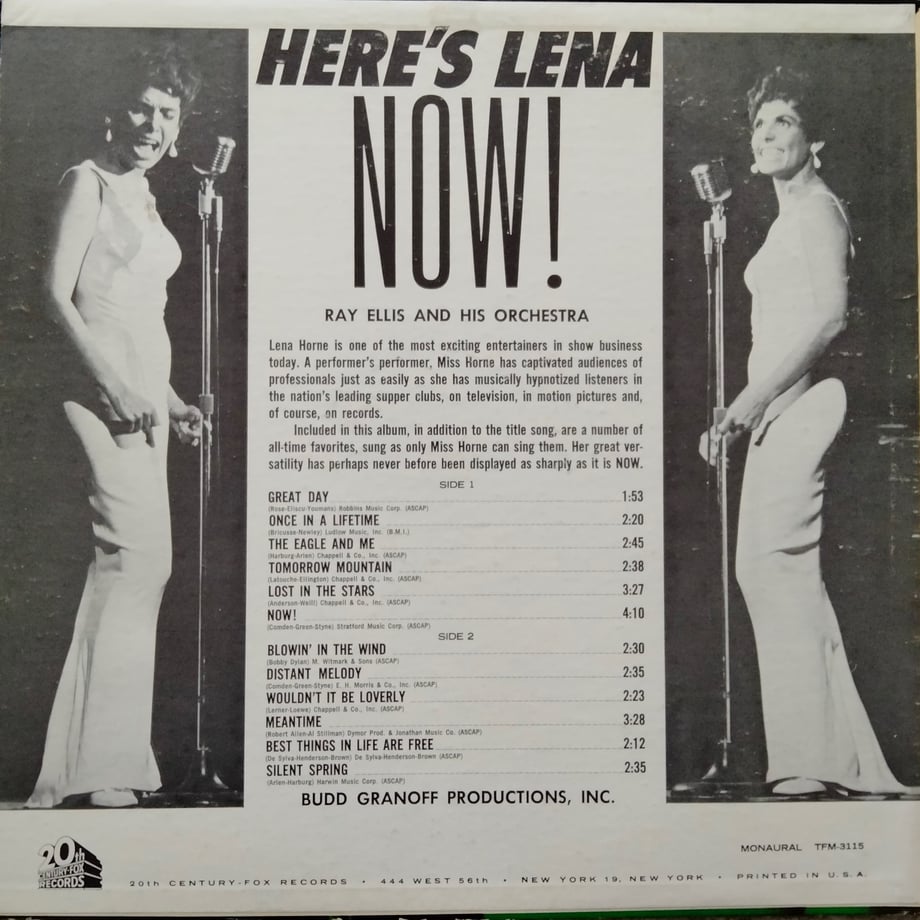 HERE'S LENA
NOW!
RAY ELLIS AND HIS ORCHESTRA
Lena Horne is one of the most exciting entertainers in show business
today. A performer's performer, Miss Horne has captivated audiences of
professionals just as easily as she has musically hypnotized listeners in
the nation's leading supper clubs, on television, in motion pictures and,
of course, on records.
Included in this album, in addition to the title song, are a number of
all-time favorites, sung as only Miss Horne can sing them. Her great ver-
satility has perhaps never before been displayed as sharply as it is NOW.
SIDE 1
GREAT DAY 1:53
(Rose-Eliscu-Youmans) Robbins Music Corp. (ASCAP)
ONCE IN A LIFETIME 2:20
(Bricusse-Newley) Ludlow Music, Inc. (B.M.I.)
THE EAGLE AND ME 2:45
(Harburg-Arlen) Chappell & Co., Inc. (ASCAP)
TOMORROW MOUNTAIN 2:38
(Latouche-Ellington) Chappell & Co., Inc. (ASCAP)
LOST IN THE STARS 3:27
(Anderson-Weill) Chappell & Co., Inc. (ASCAP)
NOW! 4:10
(Comden-Green-Styne) Stratford Music Corp. (ASCAP)
SIDE 2
BLOWIN' IN THE WIND 2:30
(Bobby Dylan) M. Witmark & Sons (ASCAP)
DISTANT MELODY 2:35
(Comden-Green-Styne) E. H. Morris & Co., Inc. (ASCAP)
WOULDN'T IT BE LOVERLY 2:23
(Lerner-Loewe) Chappell & Co., Inc. (ASCAP)
MEANTIME 3:28
(Robert Allen-Al Stillman) Dymor Prod. & Jonathan Music Co. (ASCAP)
BEST THINGS IN LIFE ARE FREE 2:12
(De Sylva-Henderson-Brown) De Sylva-Henderson-Brown (ASCAP)
SILENT SPRING 2:35
(Arlen-Harburg) Harwin Music Corp. (ASCAP)
BUDD GRANOFF PRODUCTIONS, INC.
MONAURAL TFM-3115
20th
CENTURY-FOX
RECORDS
20th CENTURY-FOX RECORDS • 444 WEST 56th • NEW YORK 19, NEW YORK • PRINTED IN U.S.A.